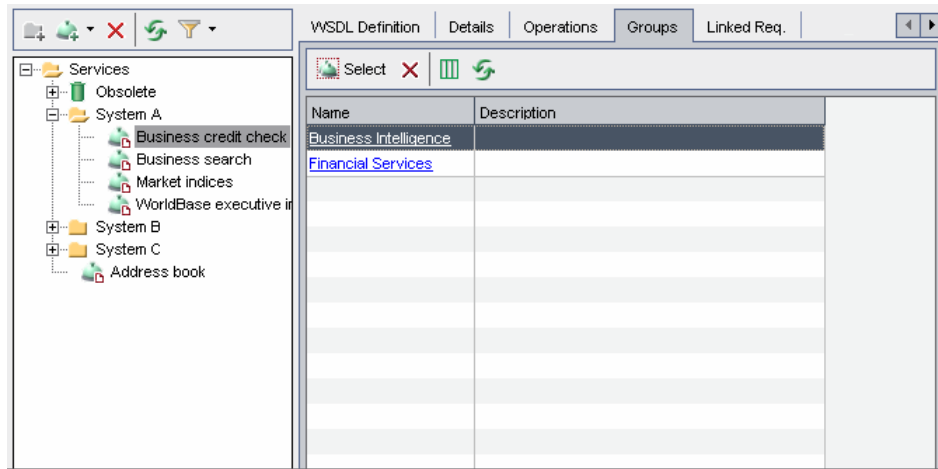 WSDL Definition Details Operations Groups Linked Req.
Select
Services
Obsolete
System A
Business credit check
Business search
Market indices
WorldBase executive
System B
System C
Address book
Name Description
Business Intelligence
Financial Services